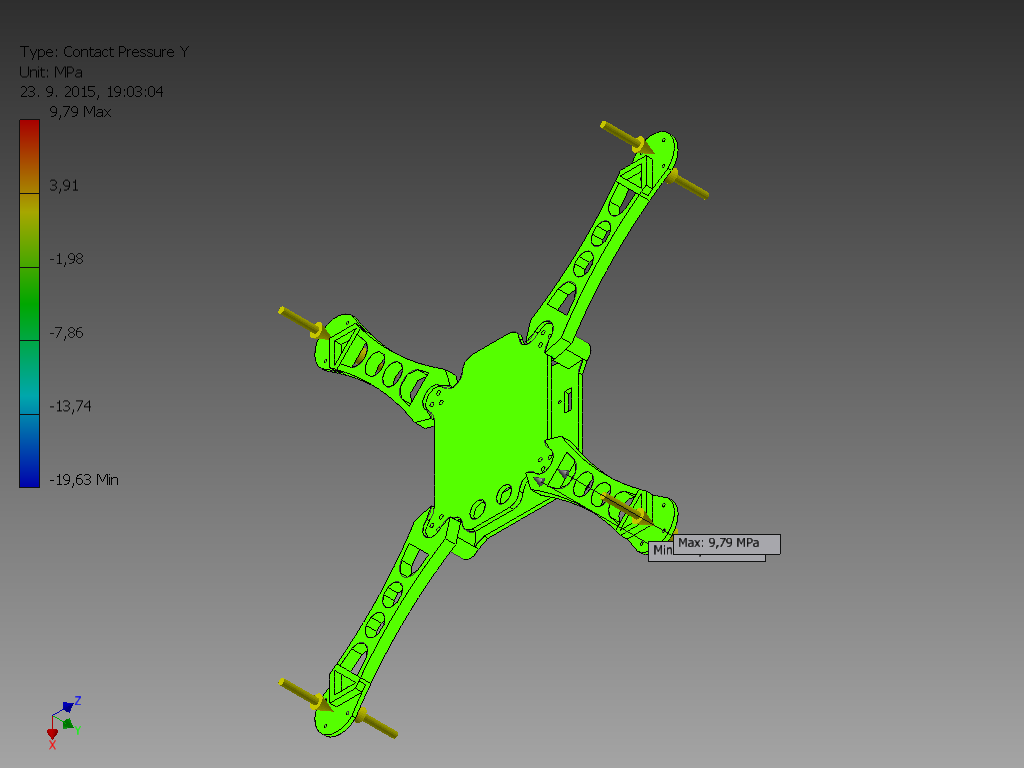 Type: Contact Pressure Y
Unit: MPa
23. 9. 2015, 19:03:04
9,79 Max
3,91
-1,98
-7,86
-13,74
-19,63 Min
Max: 9,79 MPa
Min
Z
Y
X